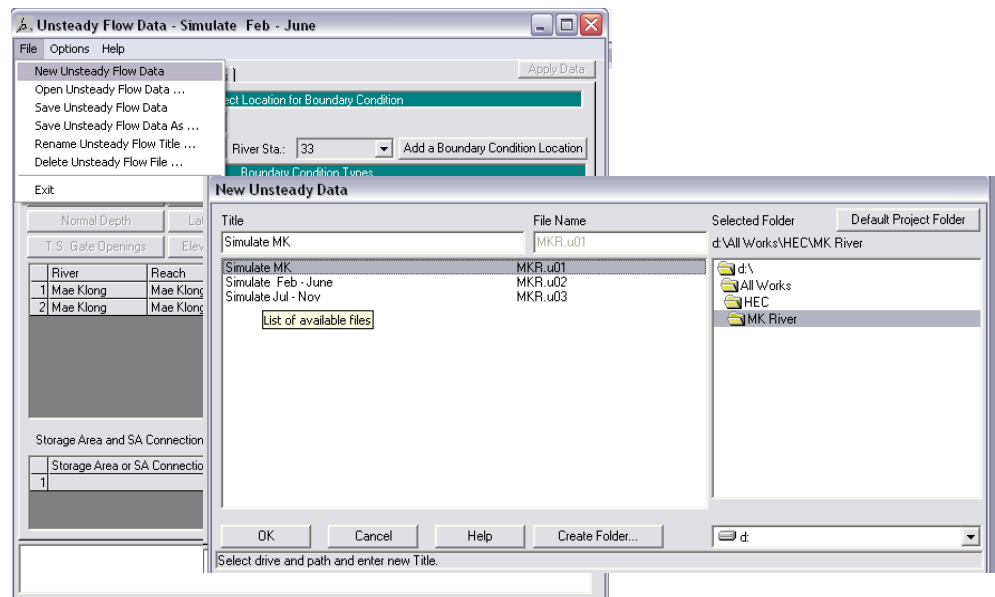 Unsteady Flow Data - Simulate Feb - June
File Options Help
New Unsteady Flow Data
Open Unsteady Flow Data ...
Save Unsteady Flow Data
Save Unsteady Flow Data As ...
Rename Unsteady Flow Title ...
Delete Unsteady Flow File ...
Exit
Apply Data
ect Location for Boundary Condition
River Sta.: 33 Add a Boundary Condition Location
Boundary Condition Types
Normal Depth Lat
T.S. Gate Openings Elev
River Reach
1 Mae Klong Mae Klong
2 Mae Klong Mae Klong
Storage Area and SA Connection
Storage Area or SA Connectio
1
New Unsteady Data
Title File Name Selected Folder Default Project Folder
Simulate MK MKR.u01 d:\All Works\HEC\MK River
Simulate MK MKR.u01
Simulate Feb - June MKR.u02
Simulate Jul - Nov MKR.u03
List of available files
d:\
All Works
HEC
MK River
OK Cancel Help Create Folder... d:
Select drive and path and enter new Title.